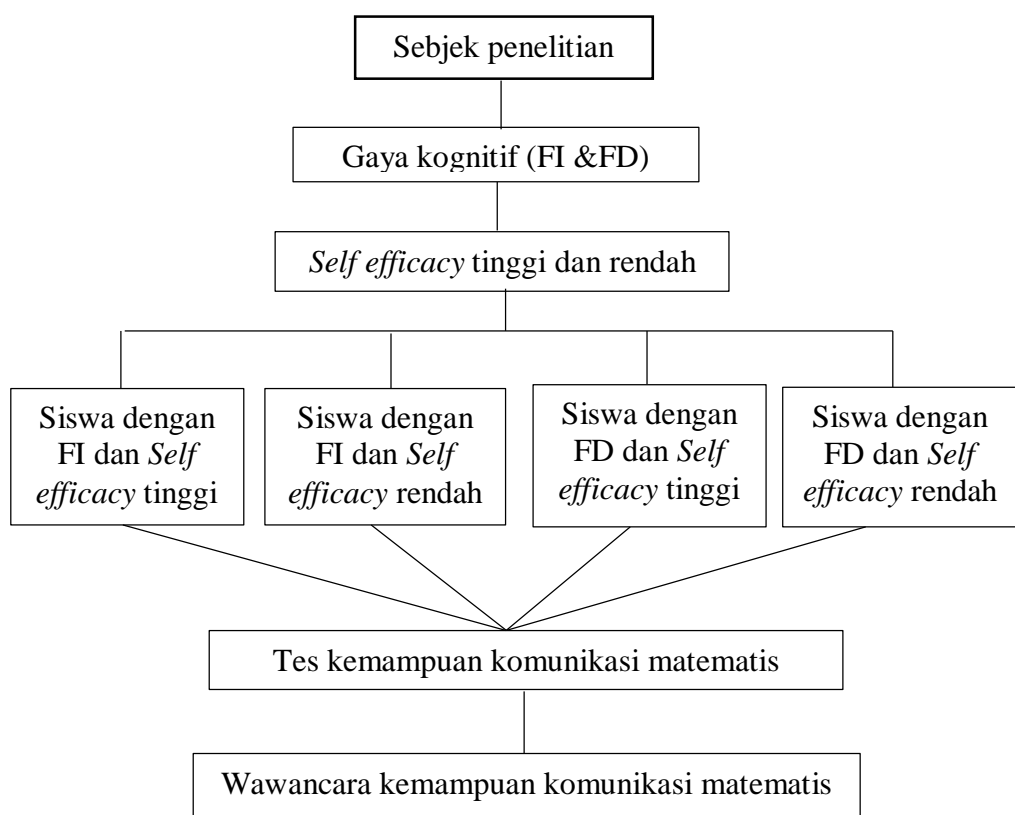 Sebjek penelitian
Gaya kognitif (FI &FD)
Self efficacy tinggi dan rendah
Siswa dengan
FI dan Self
efficacy tinggi
Siswa dengan
FI dan Self
efficacy rendah
Siswa dengan
FD dan Self
efficacy tinggi
Siswa dengan
FD dan Self
efficacy rendah
Tes kemampuan komunikasi matematis
Wawancara kemampuan komunikasi matematis